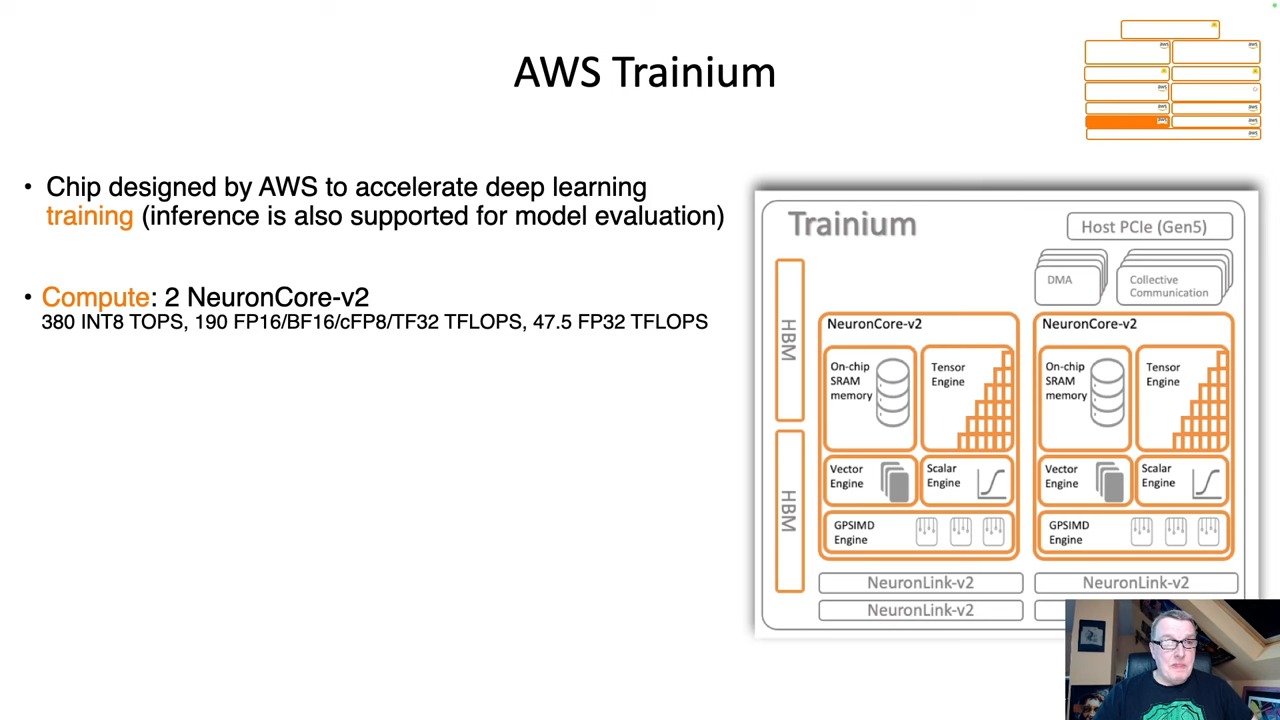 AWS Trainium
• Chip designed by AWS to accelerate deep learning
training (inference is also supported for model evaluation)
• Compute: 2 NeuronCore-v2
380 INT8 TOPS, 190 FP16/BF16/cFP8/TF32 TFLOPS, 47.5 FP32 TFLOPS
Trainium
Host PCIe (Gen5)
DMA
Collective
Communication
HBM
HBM
NeuronCore-v2
On-chip
SRAM
memory
Tensor
Engine
Vector
Engine
Scalar
Engine
GPSIMD
Engine
NeuronCore-v2
On-chip
SRAM
memory
Tensor
Engine
Vector
Engine
Scalar
Engine
GPSIMD
Engine
NeuronLink-v2
NeuronLink-v2
NeuronLink-v2